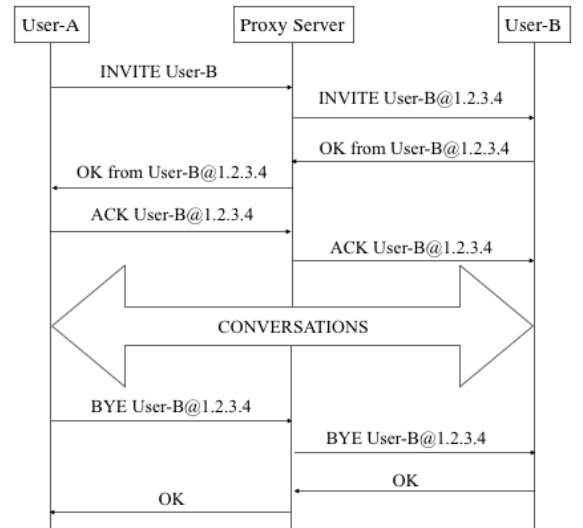 User-A
Proxy Server
User-B
INVITE User-B
INVITE User-B@1.2.3.4
OK from User-B@1.2.3.4
OK from User-B@1.2.3.4
ACK User-B@1.2.3.4
ACK User-B@1.2.3.4
CONVERSATIONS
BYE User-B@1.2.3.4
BYE User-B@1.2.3.4
OK
OK